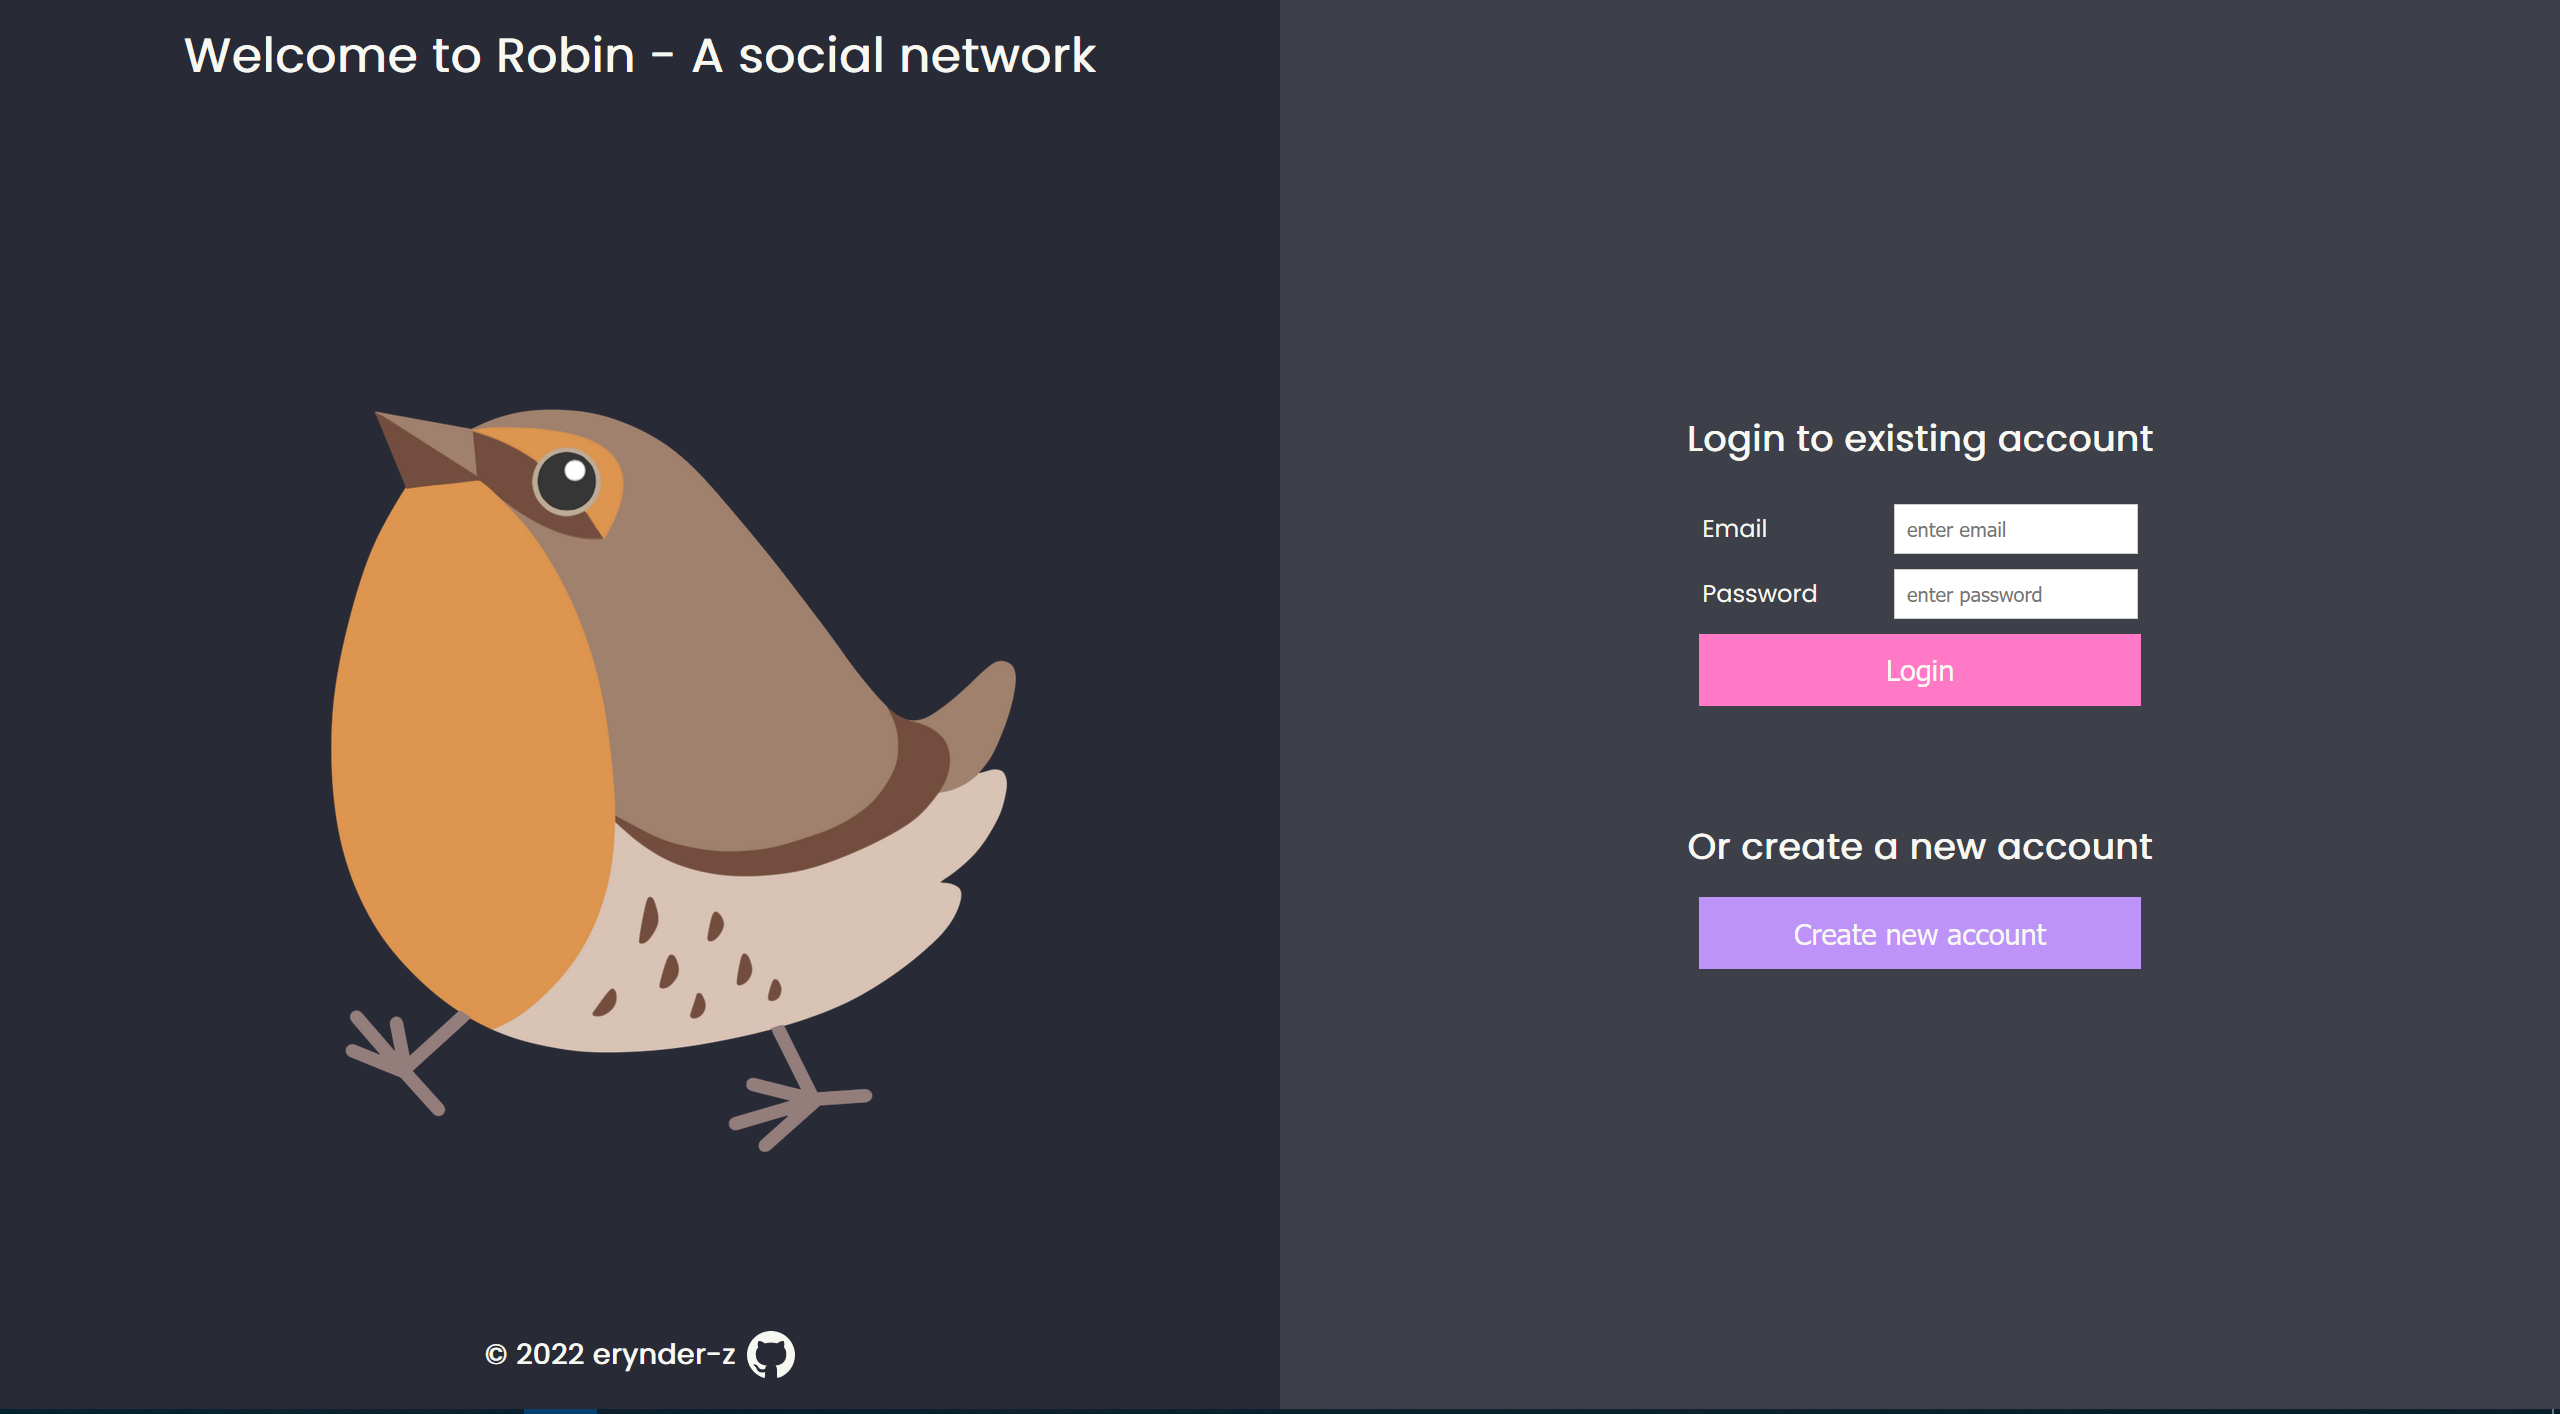 Welcome to Robin - A social network
Login to existing account
Email
enter email
Password
enter password
Login
Or create a new account
Create new account
© 2022 erynder-z